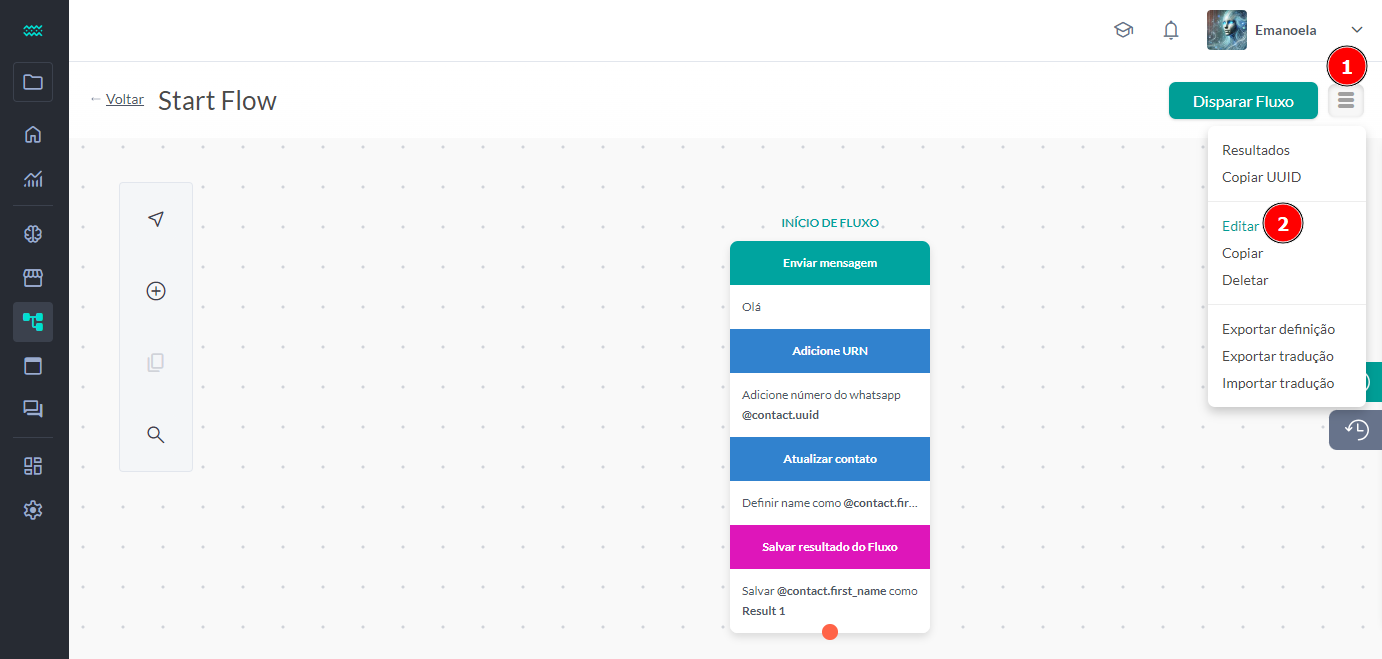 Emanoela
1
← Voltar
Start Flow
Disparar Fluxo
Resultados
Copiar UUID
Editar
2
Copiar
Deletar
Exportar definição
Exportar tradução
Importar tradução
INÍCIO DE FLUXO
Enviar mensagem
Olá
Adicione URN
Adicione número do whatsapp
@contact.uuid
Atualizar contato
Definir name como @contact.fir...
Salvar resultado do Fluxo
Salvar @contact.first_name como
Result 1